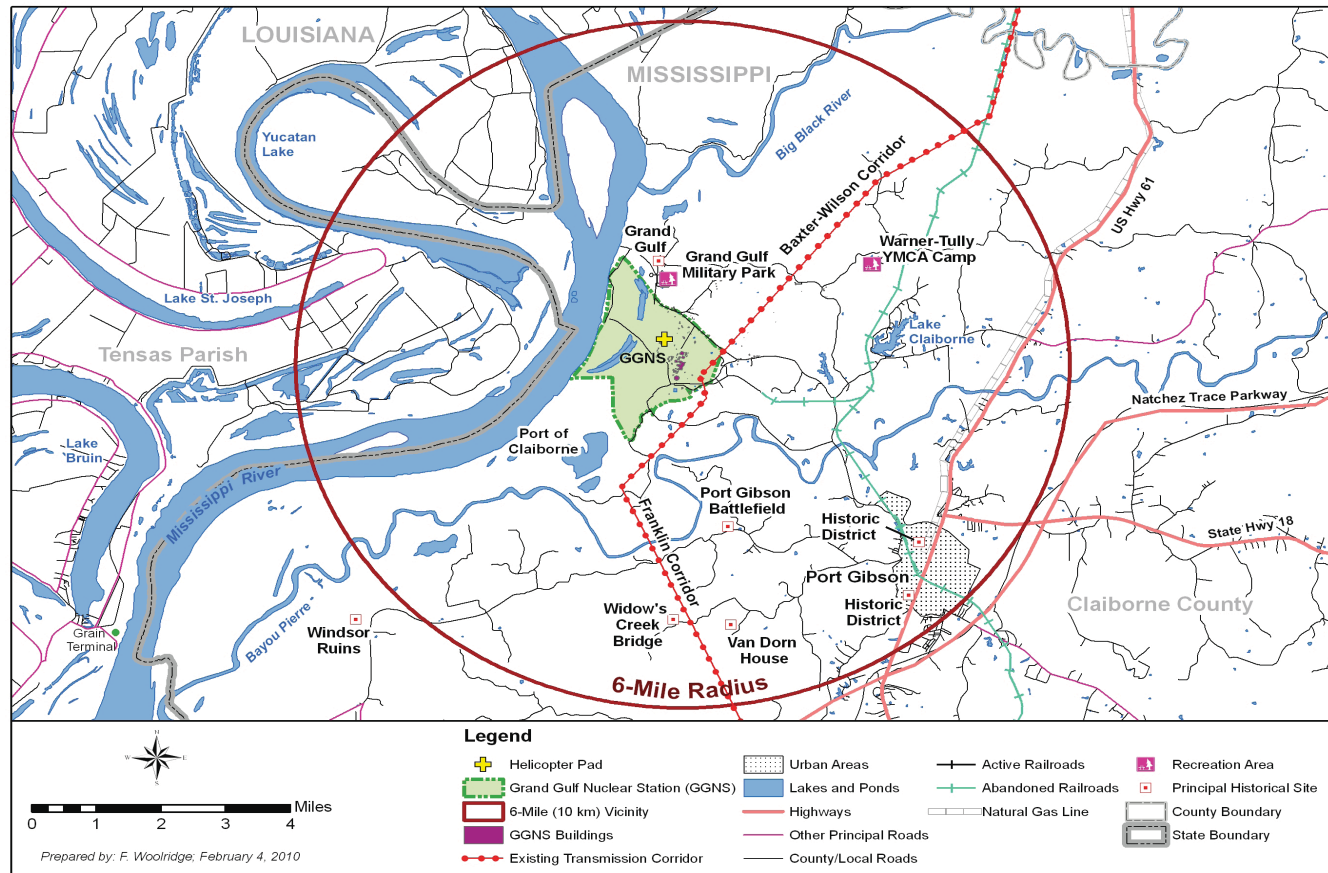 LOUISIANA
MISSISSIPPI
Yucatan
Lake
Big Black River
Baxter-Wilson Corridor
US Hwy 61
Grand
Gulf
Grand Gulf
Military Park
Warner-Tully
YMCA Camp
Lake St. Joseph
Tensas Parish
GGNS
Lake
Claiborne
Natchez Trace Parkway
Port of
Claiborne
Lake
Bruin
Mississippi River
Franklin Corridor
Port Gibson
Battlefield
Historic
District
State Hwy 18
Port Gibson
Historic
District
Claiborne County
Grain
Terminal
Bayou Pierre
Windsor
Ruins
Widow's
Creek
Bridge
Van Dorn
House
6-Mile Radius
N
W
E
S
Miles
0 1 2 3 4
Prepared by: F. Woolridge; February 4, 2010
Legend
Helicopter Pad
Grand Gulf Nuclear Station (GGNS)
6-Mile (10 km) Vicinity
GGNS Buildings
Existing Transmission Corridor
Urban Areas
Lakes and Ponds
Highways
Other Principal Roads
County/Local Roads
Active Railroads
Abandoned Railroads
Natural Gas Line
Recreation Area
Principal Historical Site
County Boundary
State Boundary